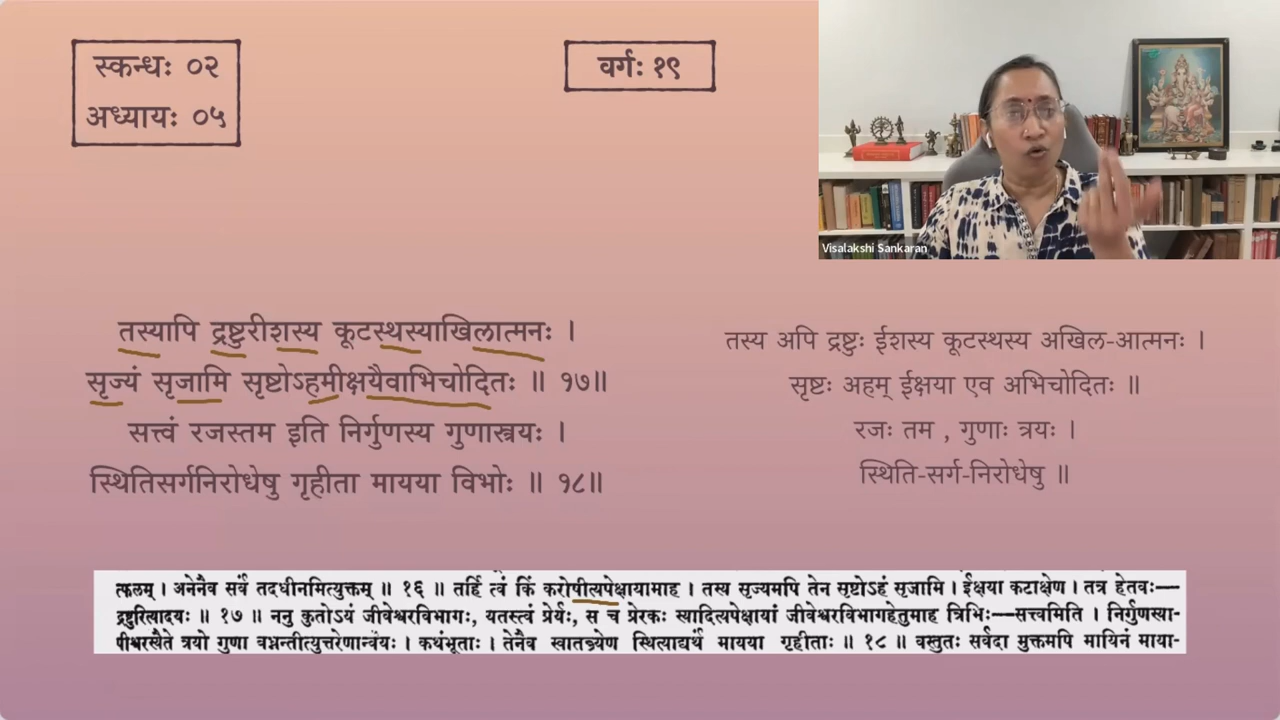 स्कन्धः ०२
अध्यायः ०५
वर्गः १९
Visalakshi Sankaran
तस्यापि द्रष्टुरीशस्य कूटस्थस्याखिलात्मनः ।
सृज्यं सृजामि सृष्टोऽहमीक्षयैवाभिचोदितः ॥ १७॥
सत्त्वं रजस्तम इति निर्गुणस्य गुणास्त्रयः ।
स्थितिसर्गनिरोधेषु गृहीता मायया विभोः ॥ १८॥
तस्य अपि द्रष्टुः ईशस्य कूटस्थस्य अखिल-आत्मनः ।
सृष्टः अहम् ईक्षया एव अभिचोदितः ॥
रजः तम , गुणाः त्रयः ।
स्थिति-सर्ग-निरोधेषु ॥
त्फलम् । अनेनैव सर्वं तदधीनमित्युक्तम् ॥ १६ ॥ तर्हि त्वं किं करोषीत्यपेक्षायामाह । तस्य सृज्यमपि तेन सृष्टोऽहं सृजामि । ईक्षया कटाक्षेण । तत्र हेतवः—
द्रष्टुरित्यादयः ॥ १७ ॥ ननु कुतोऽयं जीवेश्वरविभागः, यतस्त्वं प्रेर्यः, स च प्रेरकः स्यादित्यपेक्षायां जीवेश्वरविभागहेतुमाह त्रिभिः—सत्त्वमिति । निर्गुणस्या-
पीश्वरस्यैते त्रयो गुणा बध्नन्तीत्युत्तरेणान्वयः । कथंभूताः । तेनैव स्वातन्त्र्येण स्थित्याद्यर्थं मायया गृहीताः ॥ १८ ॥ वस्तुतः सर्वदा मुक्तमपि मायिनं माया-